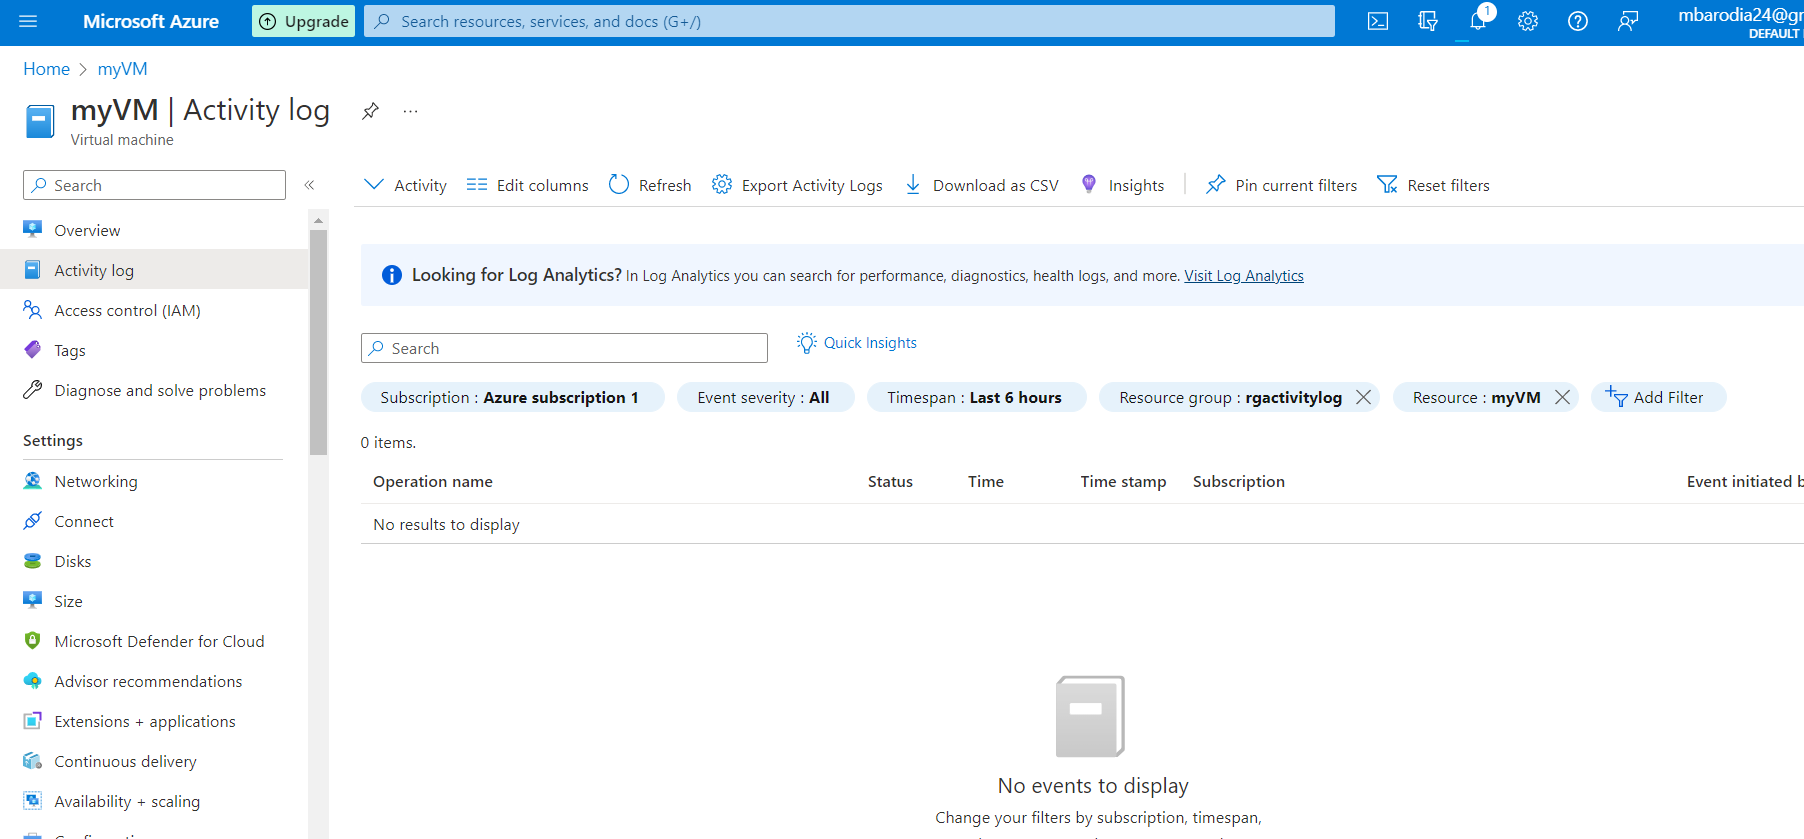 Microsoft Azure
Upgrade
Search resources, services, and docs (G+/)
1
mbarodia24@g
DEFAULT
Home > myVM
myVM | Activity log
...
Virtual machine
Search
«
Activity
Edit columns
Refresh
Export Activity Logs
Download as CSV
Insights
Pin current filters
Reset filters
Overview
Activity log
Access control (IAM)
Tags
Diagnose and solve problems
Settings
Networking
Connect
Disks
Size
Microsoft Defender for Cloud
Advisor recommendations
Extensions + applications
Continuous delivery
Availability + scaling
Looking for Log Analytics? In Log Analytics you can search for performance, diagnostics, health logs, and more. Visit Log Analytics
Search
Quick Insights
Subscription : Azure subscription 1
Event severity : All
Timespan : Last 6 hours
Resource group : rgactivitylog
Resource : myVM
Add Filter
0 items.
Operation name Status Time Time stamp Subscription Event initiated b
No results to display
No events to display
Change your filters by subscription, timespan,